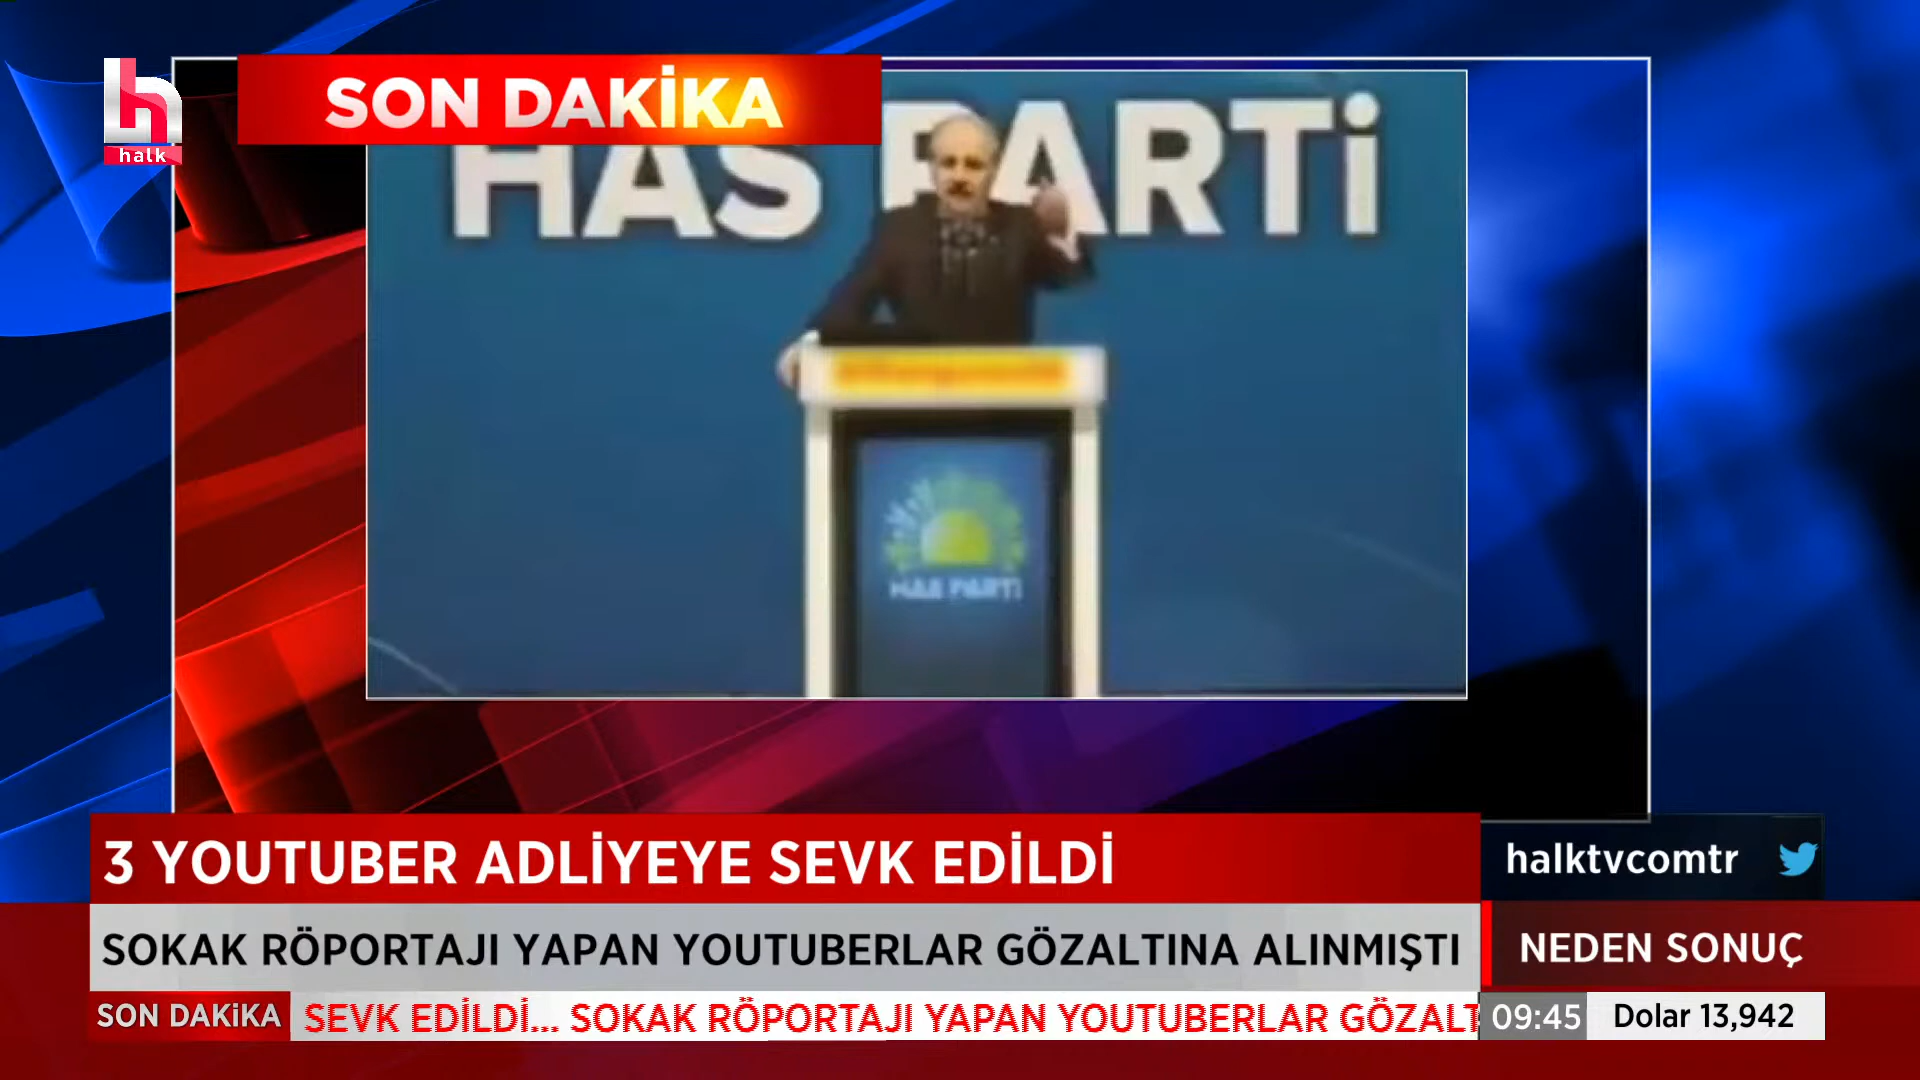 h
halk
SON DAKİKA
HAS PARTİ
HAS PARTİ
3 YOUTUBER ADLİYEYE SEVK EDİLDİ
halktvcomtr
SOKAK RÖPORTAJI YAPAN YOUTUBERLAR GÖZALTINA ALINMIŞTI
NEDEN SONUÇ
SON DAKİKA
SEVK EDİLDİ... SOKAK RÖPORTAJI YAPAN YOUTUBERLAR GÖZALT
09:45
Dolar 13,942